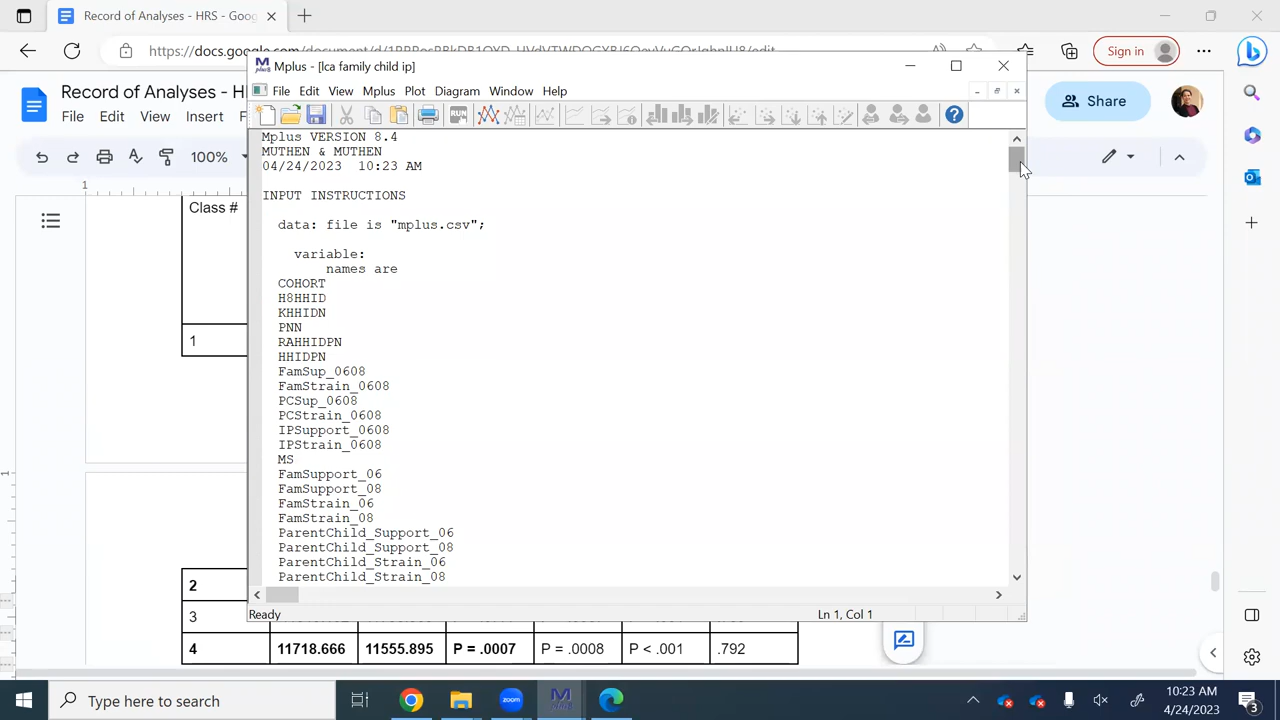 Record of Analyses - HRS - Goog
https://docs.google.com/document/d/
Sign in
Record of Analyses - H
File Edit View Insert
Share
100%
1
Class #
1
2
3
4 11718.666 11555.895 P = .0007 P = .0008 P < .001 .792
Mplus - [lca family child ip]
File Edit View Mplus Plot Diagram Window Help
RUN
Mplus VERSION 8.4
MUTHEN & MUTHEN
04/24/2023 10:23 AM
INPUT INSTRUCTIONS
data: file is "mplus.csv";
variable:
names are
COHORT
H8HHID
KHHIDN
PNN
RAHHIDPN
HHIDPN
FamSup_0608
FamStrain_0608
PCSup_0608
PCStrain_0608
IPSupport_0608
IPStrain_0608
MS
FamSupport_06
FamSupport_08
FamStrain_06
FamStrain_08
ParentChild_Support_06
ParentChild_Support_08
ParentChild_Strain_06
ParentChild_Strain_08
Ready
Ln 1, Col 1
Type here to search
zoom
10:23 AM
4/24/2023
3